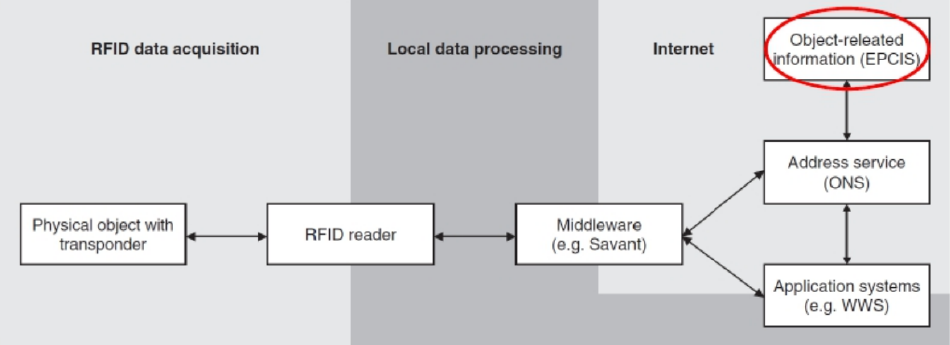 RFID data acquisition
Local data processing
Internet
Object-releated
information (EPCIS)
Address service
(ONS)
Physical object with
transponder
RFID reader
Middleware
(e.g. Savant)
Application systems
(e.g. WWS)